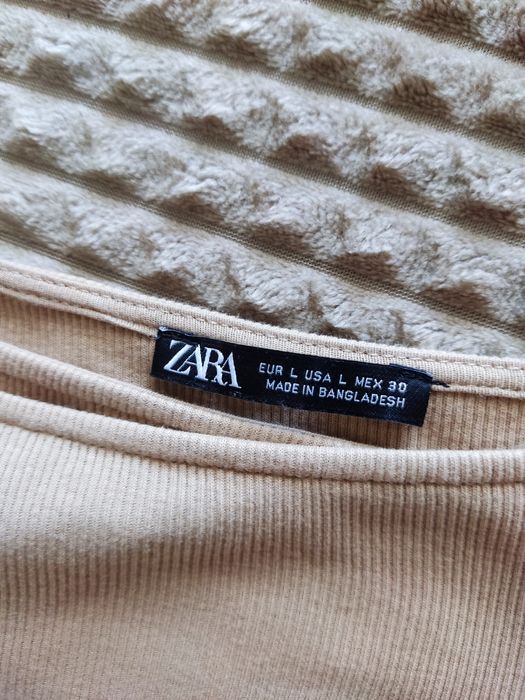 ZARA
EUR L USA L MEX 30
MADE IN BANGLADESH